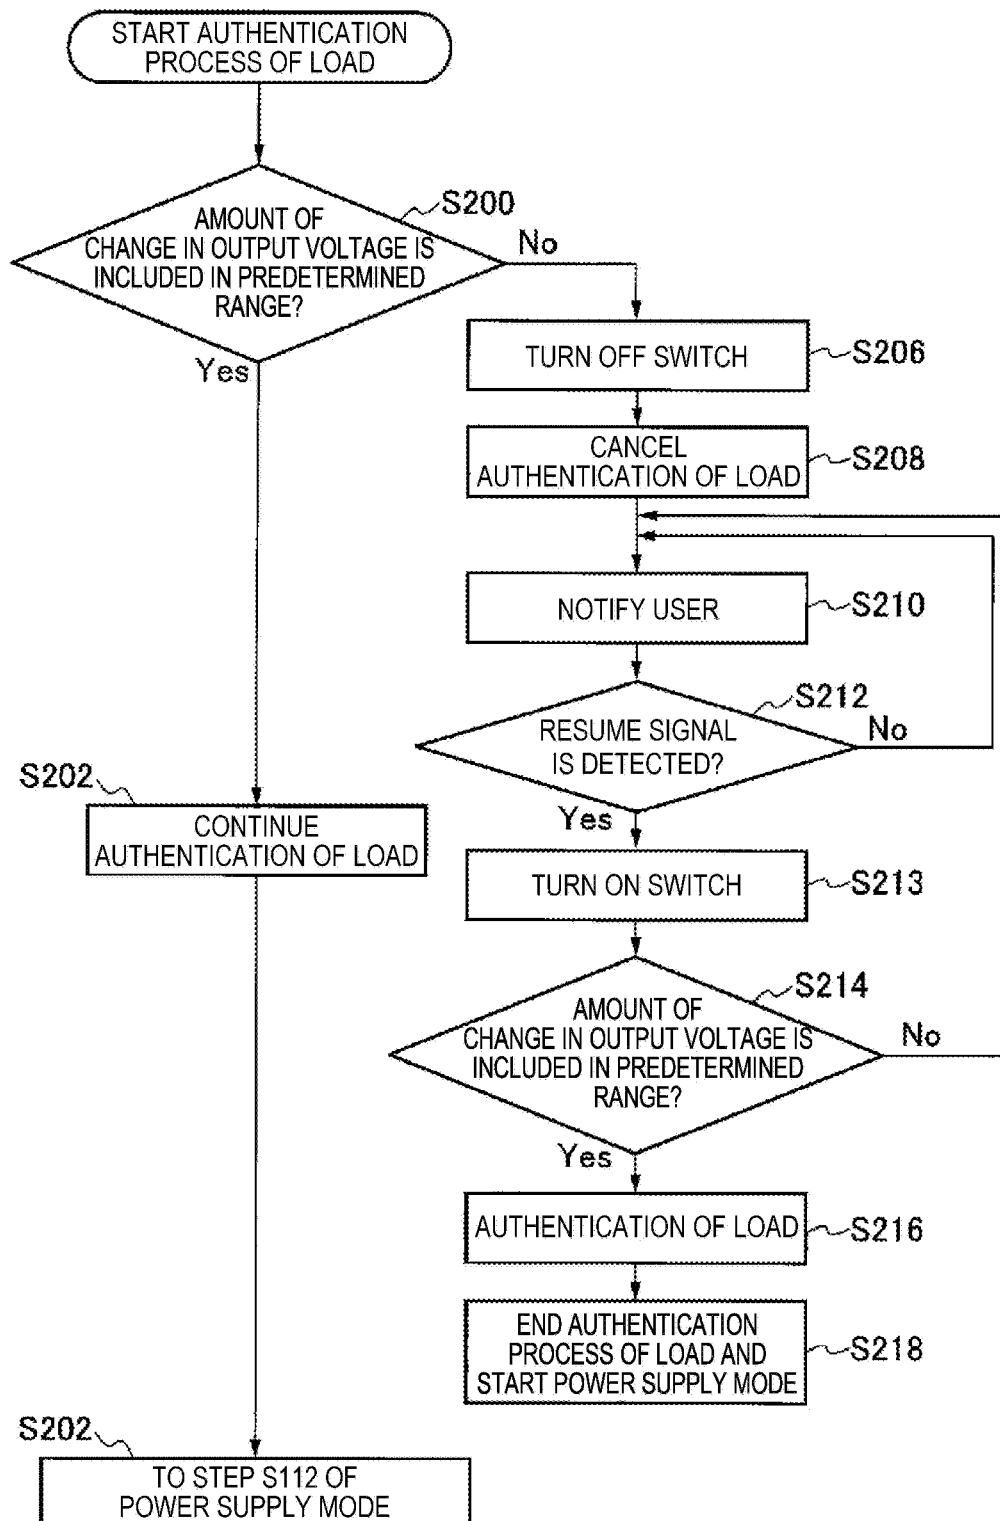 START AUTHENTICATION
PROCESS OF LOAD
S200
AMOUNT OF
CHANGE IN OUTPUT VOLTAGE IS
INCLUDED IN PREDETERMINED
RANGE?
No
Yes
TURN OFF SWITCH
S206
CANCEL
AUTHENTICATION OF LOAD
S208
NOTIFY USER
S210
S212
RESUME SIGNAL
IS DETECTED?
No
Yes
S202
CONTINUE
AUTHENTICATION OF LOAD
TURN ON SWITCH
S213
S214
AMOUNT OF
CHANGE IN OUTPUT VOLTAGE IS
INCLUDED IN PREDETERMINED
RANGE?
No
Yes
AUTHENTICATION OF LOAD
S216
END AUTHENTICATION
PROCESS OF LOAD AND
START POWER SUPPLY MODE
S218
S202
TO STEP S112 OF
POWER SUPPLY MODE